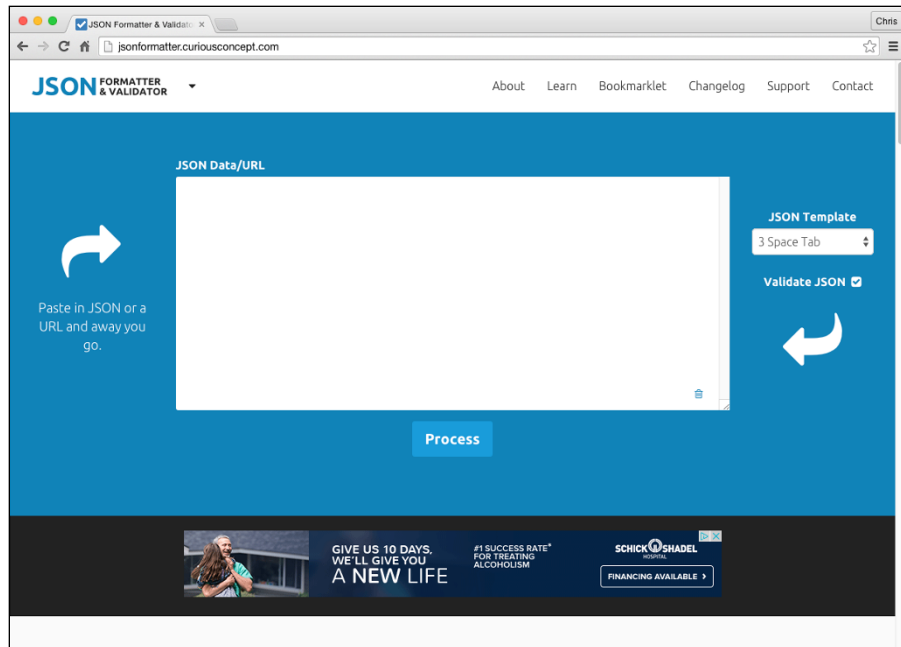 JSON Formatter & Validato
Chris
jsonformatter.curiousconcept.com
JSON FORMATTER & VALIDATOR
About Learn Bookmarklet Changelog Support Contact
JSON Data/URL
Paste in JSON or a
URL and away you
go.
JSON Template
3 Space Tab
Validate JSON
Process
GIVE US 10 DAYS,
WE'LL GIVE YOU
A NEW LIFE
#1 SUCCESS RATE*
FOR TREATING
ALCOHOLISM
SCHICK SHADEL
HOSPITAL
FINANCING AVAILABLE